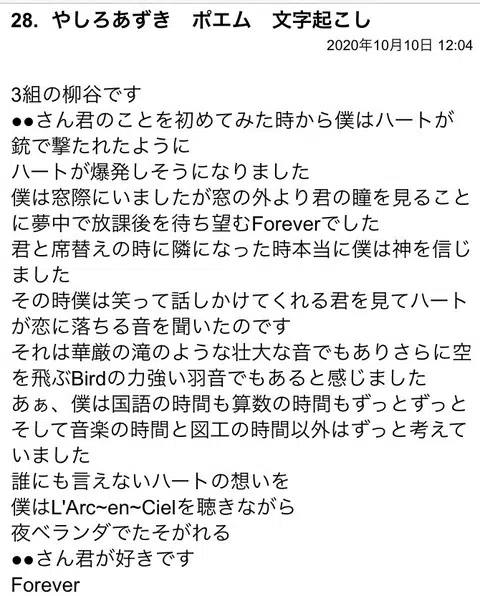 28. やしろあずき　ポエム　文字起こし
2020年10月10日 12:04
3組の柳谷です
●●さん君のことを初めてみた時から僕はハートが
銃で撃たれたように
ハートが爆発しそうになりました
僕は窓際にいましたが窓の外より君の瞳を見ること
に夢中で放課後を待ち望むForeverでした
君と席替えの時に隣になった時本当に僕は神を信じ
ました
その時僕は笑って話しかけてくれる君を見てハート
が恋に落ちる音を聞いたのです
それは華厳の滝のような壮大な音でもありさらに空
を飛ぶBirdの力強い羽音でもあると感じました
あぁ、僕は国語の時間も算数の時間もずっとずっと
そして音楽の時間と図工の時間以外はずっと考えて
いました
誰にも言えないハートの想いを
僕はL'Arc~en~Cielを聴きながら
夜ベランダでたそがれる
●●さん君が好きです
Forever